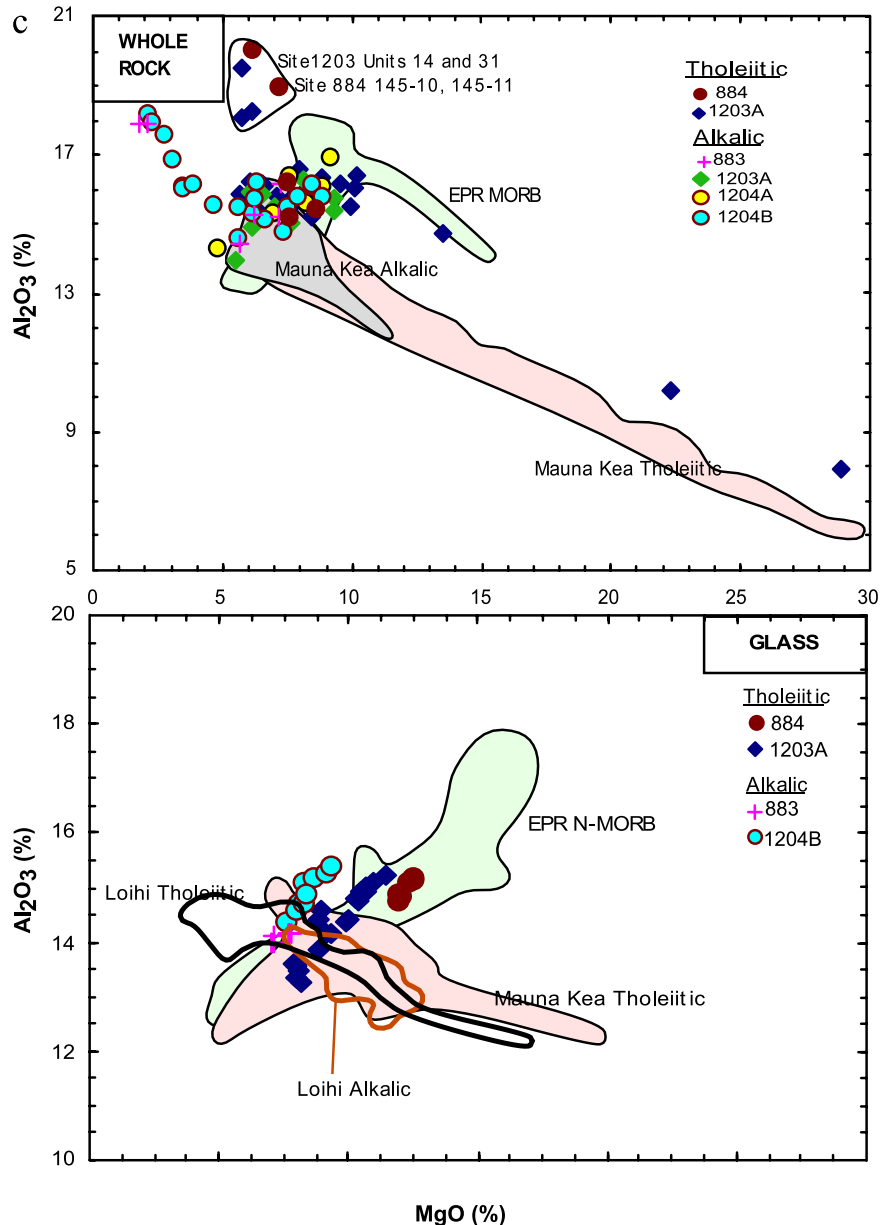 c
WHOLE
ROCK
Site1203 Units 14 and 31
Site 884 145-10, 145-11
Tholeiitic
884
1203A
Alkalic
883
1203A
1204A
1204B
EPR MORB
Mauna Kea Alkalic
Mauna Kea Tholeiitic
Al2O3 (%)
21
17
13
9
5
0 5 10 15 20 25 30
GLASS
Tholeiitic
884
1203A
Alkalic
883
1204B
EPR N-MORB
Loihi Tholeiitic
Mauna Kea Tholeiitic
Loihi Alkalic
Al2O3 (%)
20
18
16
14
12
10
MgO (%)